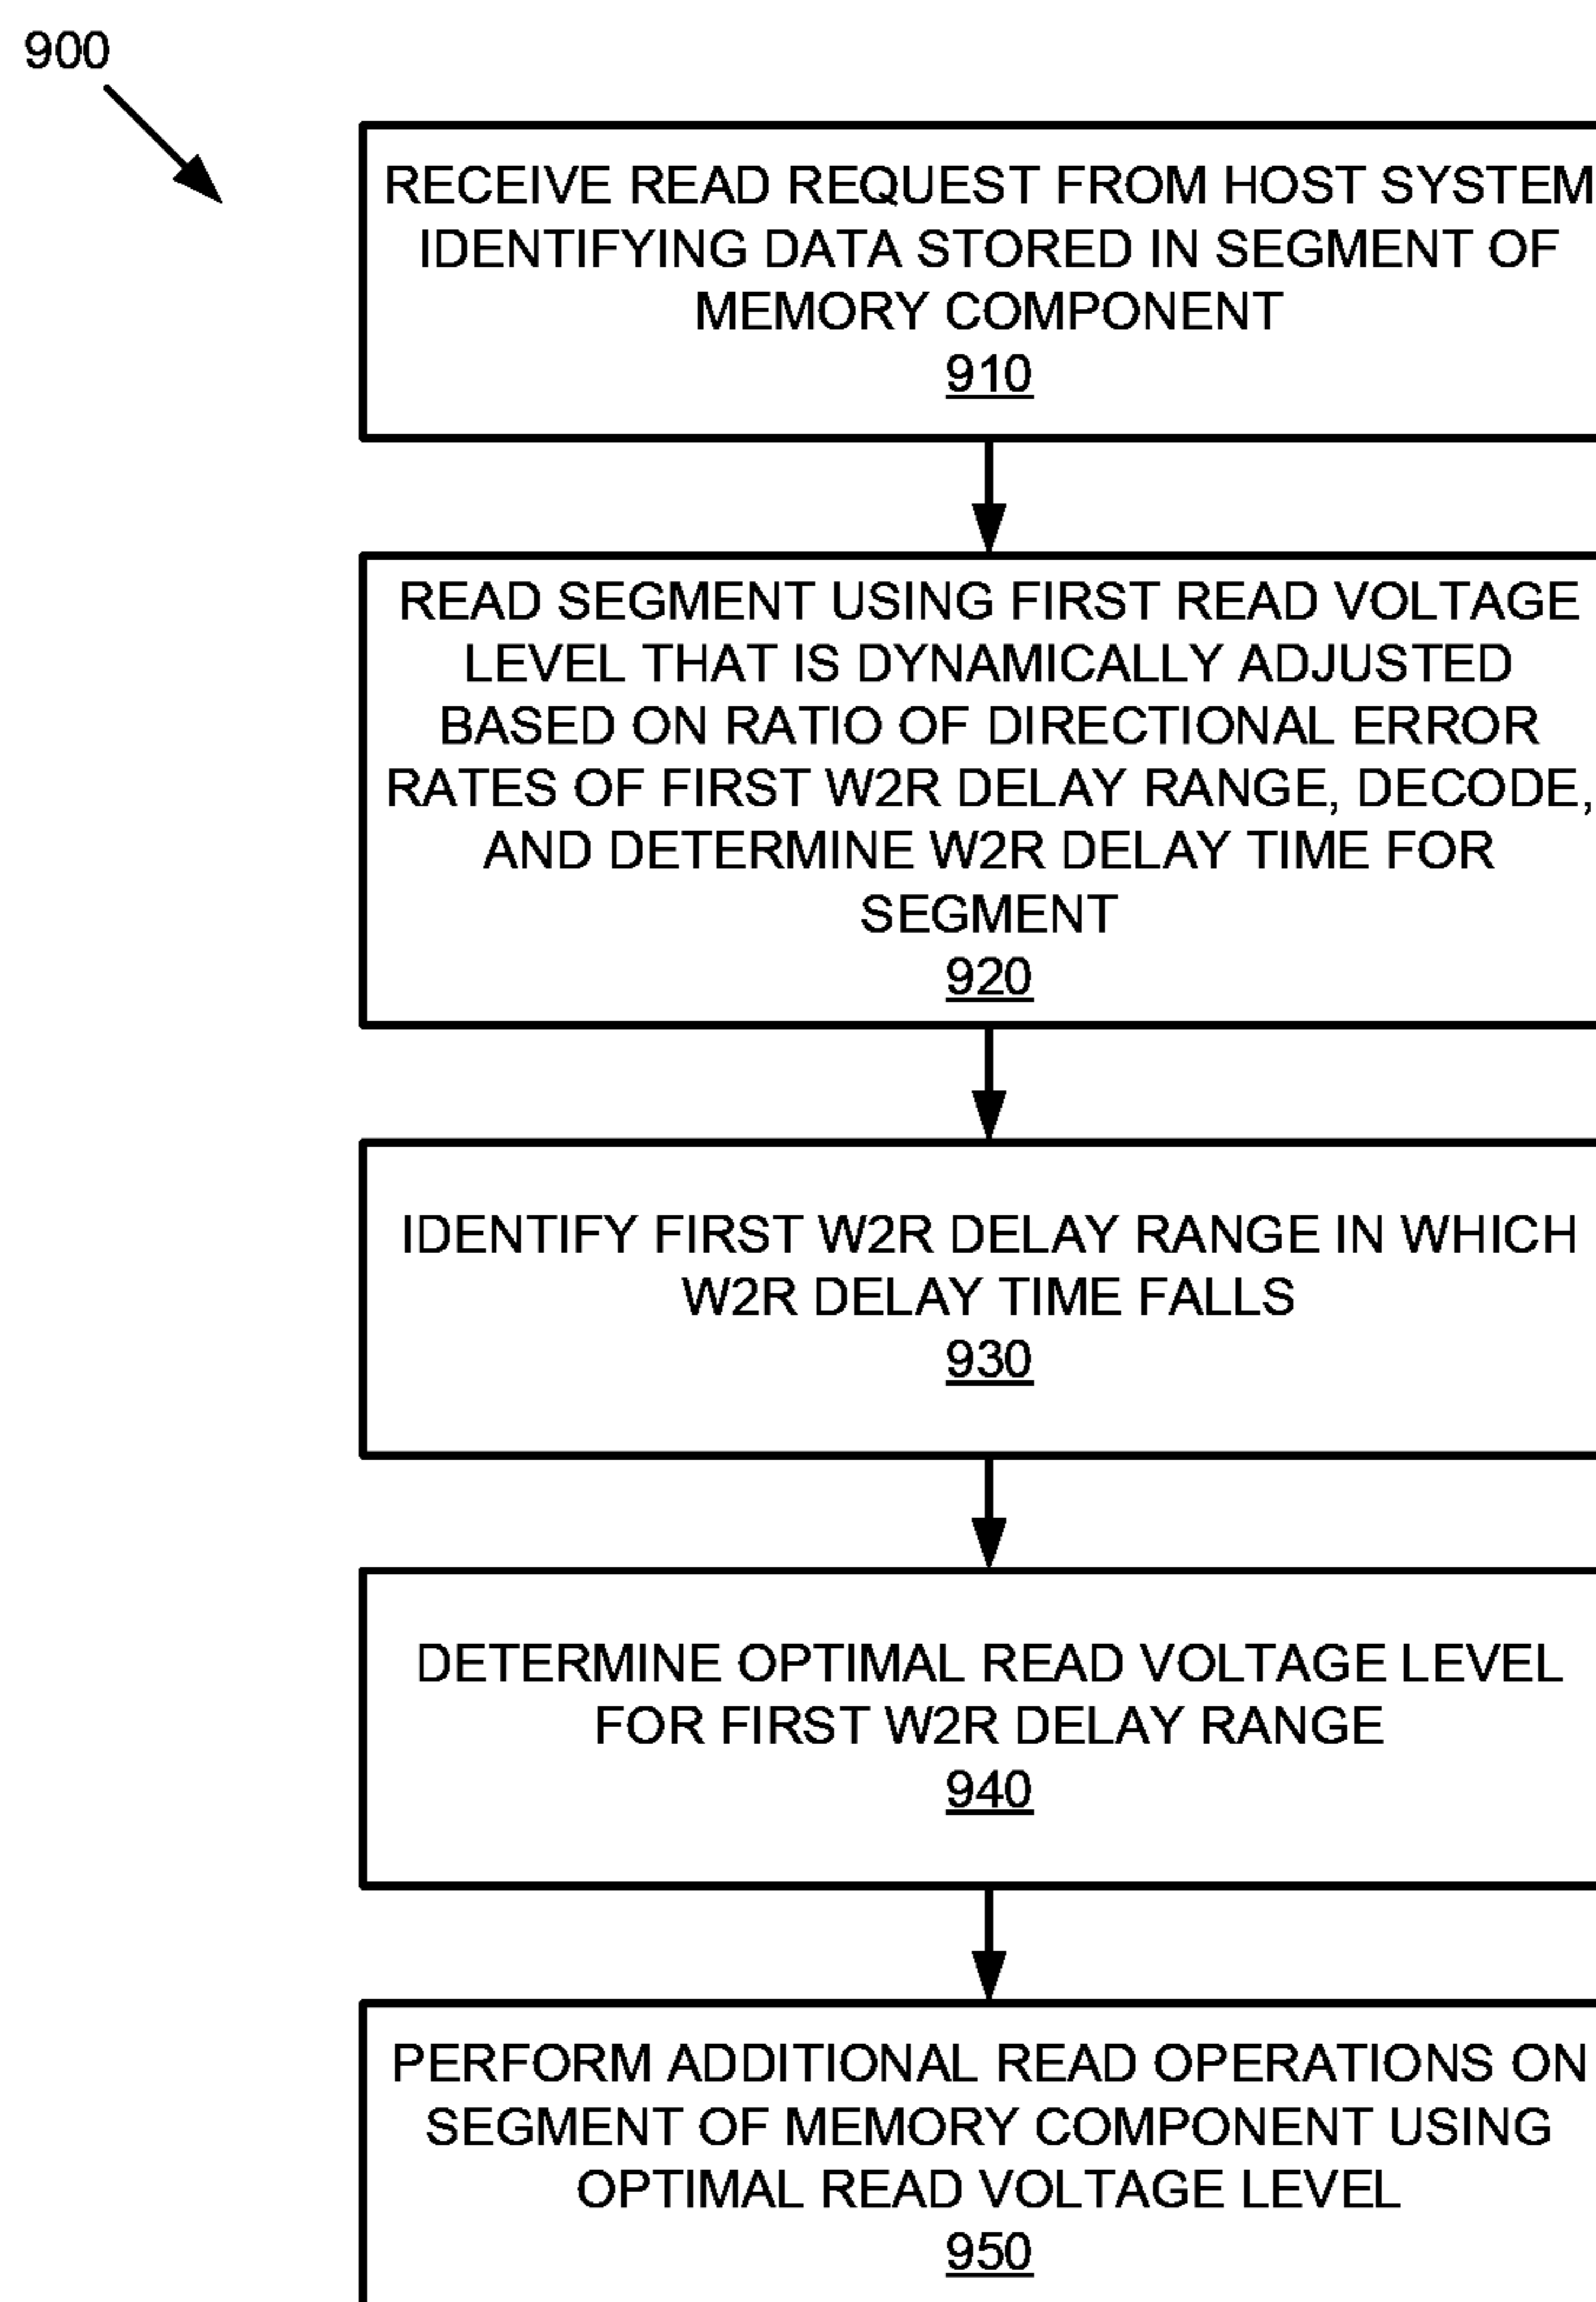 900
RECEIVE READ REQUEST FROM HOST SYSTEM
IDENTIFYING DATA STORED IN SEGMENT OF
MEMORY COMPONENT
910
READ SEGMENT USING FIRST READ VOLTAGE
LEVEL THAT IS DYNAMICALLY ADJUSTED
BASED ON RATIO OF DIRECTIONAL ERROR
RATES OF FIRST W2R DELAY RANGE, DECODE,
AND DETERMINE W2R DELAY TIME FOR
SEGMENT
920
IDENTIFY FIRST W2R DELAY RANGE IN WHICH
W2R DELAY TIME FALLS
930
DETERMINE OPTIMAL READ VOLTAGE LEVEL
FOR FIRST W2R DELAY RANGE
940
PERFORM ADDITIONAL READ OPERATIONS ON
SEGMENT OF MEMORY COMPONENT USING
OPTIMAL READ VOLTAGE LEVEL
950